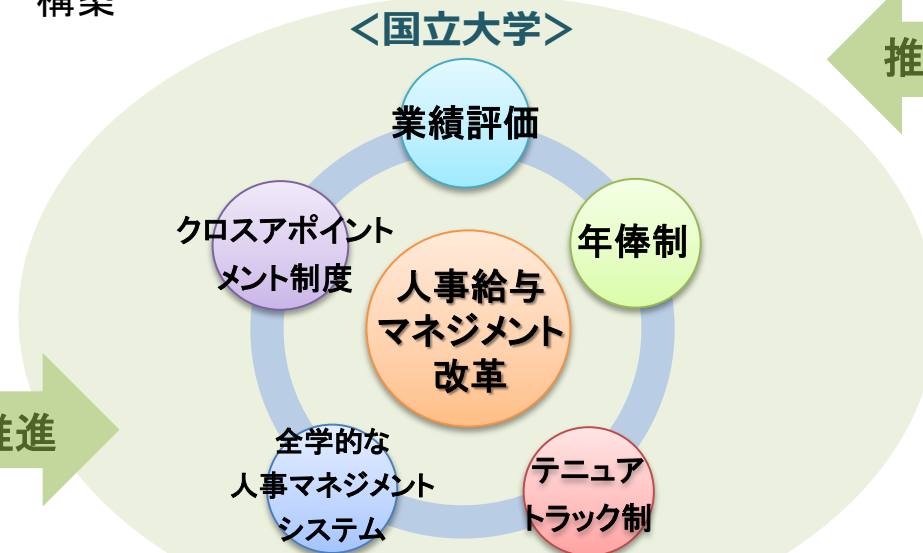 構築
＜国立大学＞
推
業績評価
クロスアポイント
メント制度
年俸制
人事給与
マネジメント
改革
推進
全学的な
人事マネジメント
システム
テニュア
トラック制